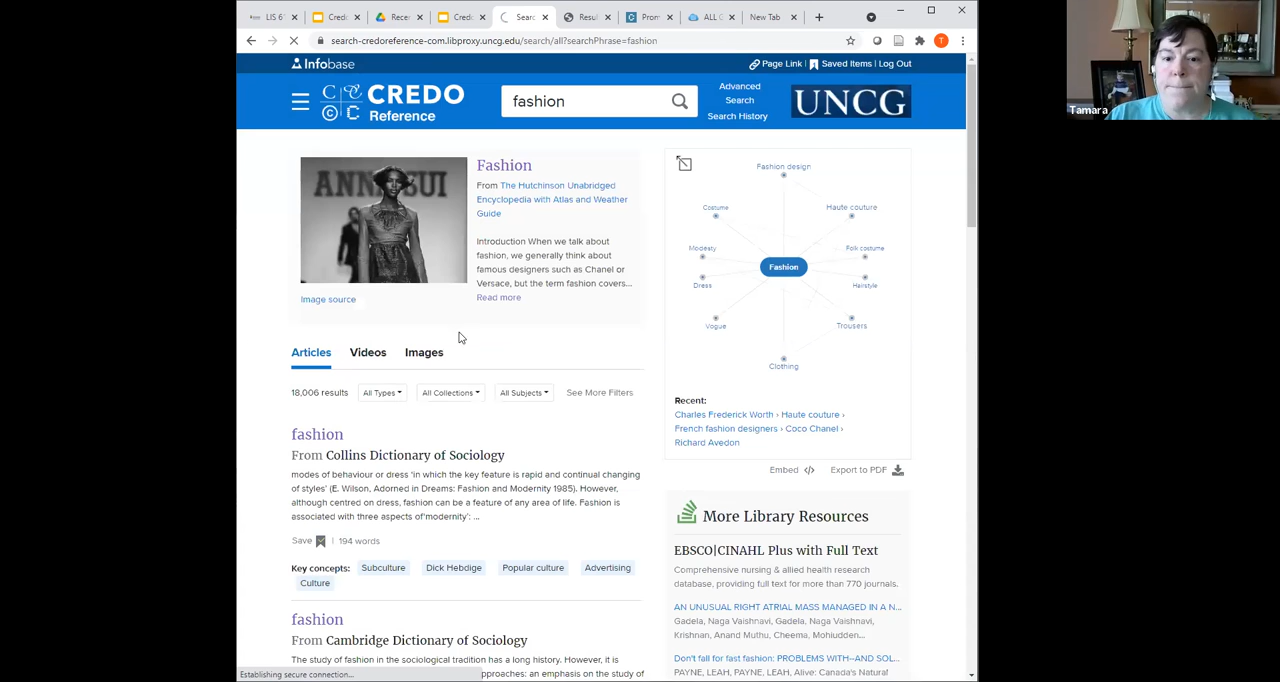 LIS 6
Credo
Recen
Credo
Searc
Resul
Prom
ALL C
New Tab
search-credoreference-com.libproxy.uncg.edu/search/all?searchPhrase=fashion
T
Infobase
Page Link | Saved Items | Log Out
CREDO
Reference
fashion
Advanced
Search
Search History
UNCG
Tamara
ANNA SUI
Fashion
From The Hutchinson Unabridged
Encyclopedia with Atlas and Weather
Guide
Introduction When we talk about
fashion, we generally think about
famous designers such as Chanel or
Versace, but the term fashion covers...
Read more
Image source
Fashion design
Costume
Haute couture
Modesty
Folk costume
Fashion
Dress
Hairstyle
Vogue
Trousers
Clothing
Recent:
Charles Frederick Worth › Haute couture ›
French fashion designers › Coco Chanel ›
Richard Avedon
Embed </>
Export to PDF
Articles Videos Images
18,006 results All Types All Collections All Subjects See More Filters
fashion
From Collins Dictionary of Sociology
modes of behaviour or dress 'in which the key feature is rapid and continual changing
of styles' (E. Wilson, Adorned in Dreams: Fashion and Modernity 1985). However,
although centred on dress, fashion can be a feature of any area of life. Fashion is
associated with three aspects of'modernity': ...
Save | 194 words
Key concepts: Subculture Dick Hebdige Popular culture Advertising
Culture
fashion
From Cambridge Dictionary of Sociology
The study of fashion in the sociological tradition has a long history. However, it is
approaches: an emphasis on the study of
More Library Resources
EBSCO|CINAHL Plus with Full Text
Comprehensive nursing & allied health research
database, providing full text for more than 770 journals.
AN UNUSUAL RIGHT ATRIAL MASS MANAGED IN A N...
Gadela, Naga Vaishnavi, Gadela, Naga Vaishnavi,
Krishnan, Anand Muthu, Cheema, Mohiudden...
Don't fall for fast fashion: PROBLEMS WITH--AND SOL...
PAYNE, LEAH, PAYNE, LEAH, Alive: Canada's Natural
Establishing secure connection...